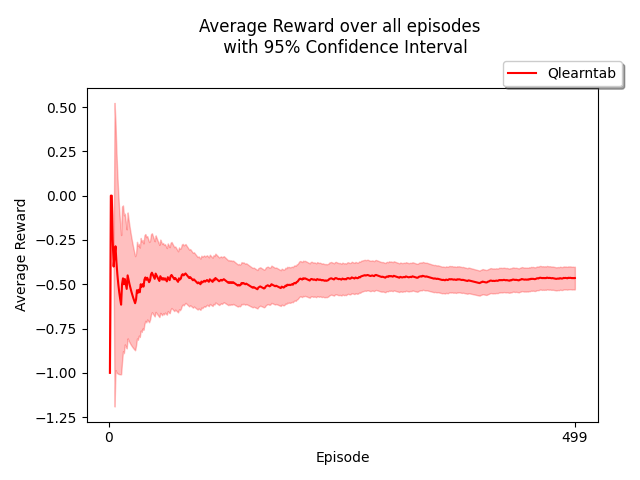 Average Reward over all episodes
with 95% Confidence Interval
Qlearntab
0.50
0.25
0.00
−0.25
−0.50
−0.75
−1.00
−1.25
Average Reward
0
499
Episode